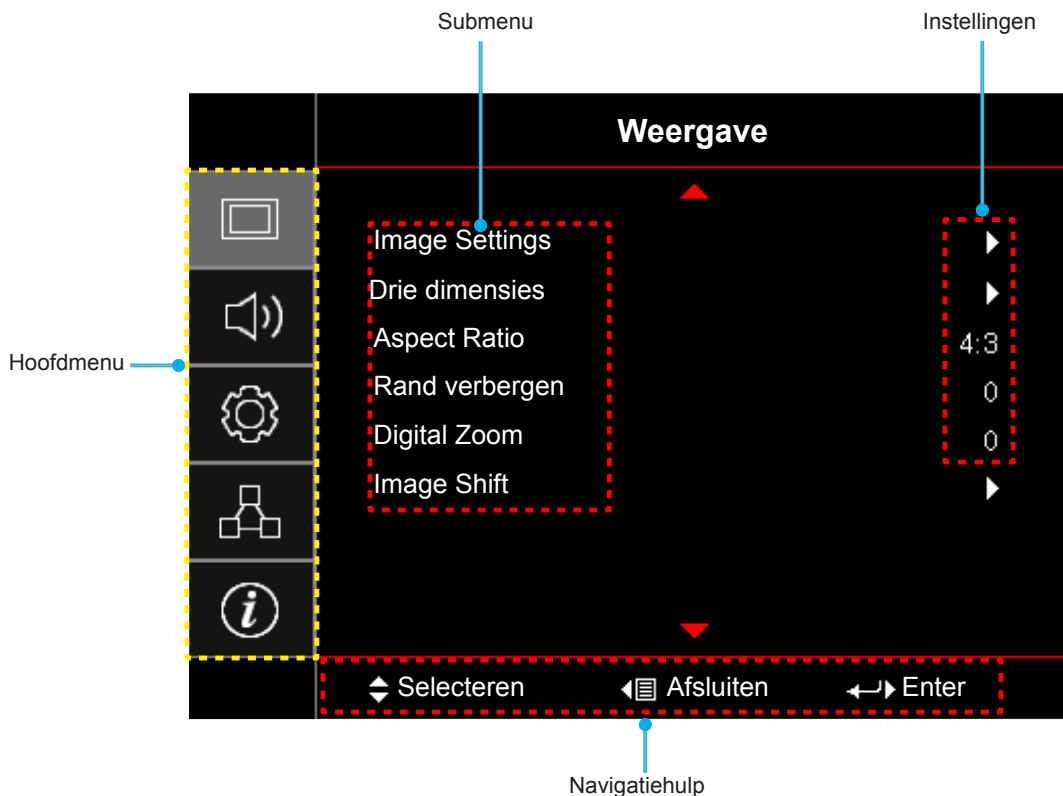 Submenu
Instellingen
Weergave
Image Settings
Drie dimensies
Aspect Ratio
4:3
Hoofdmenu
Rand verbergen
0
Digital Zoom
0
Image Shift
i
Selecteren
Afsluiten
Enter
Navigatiehulp